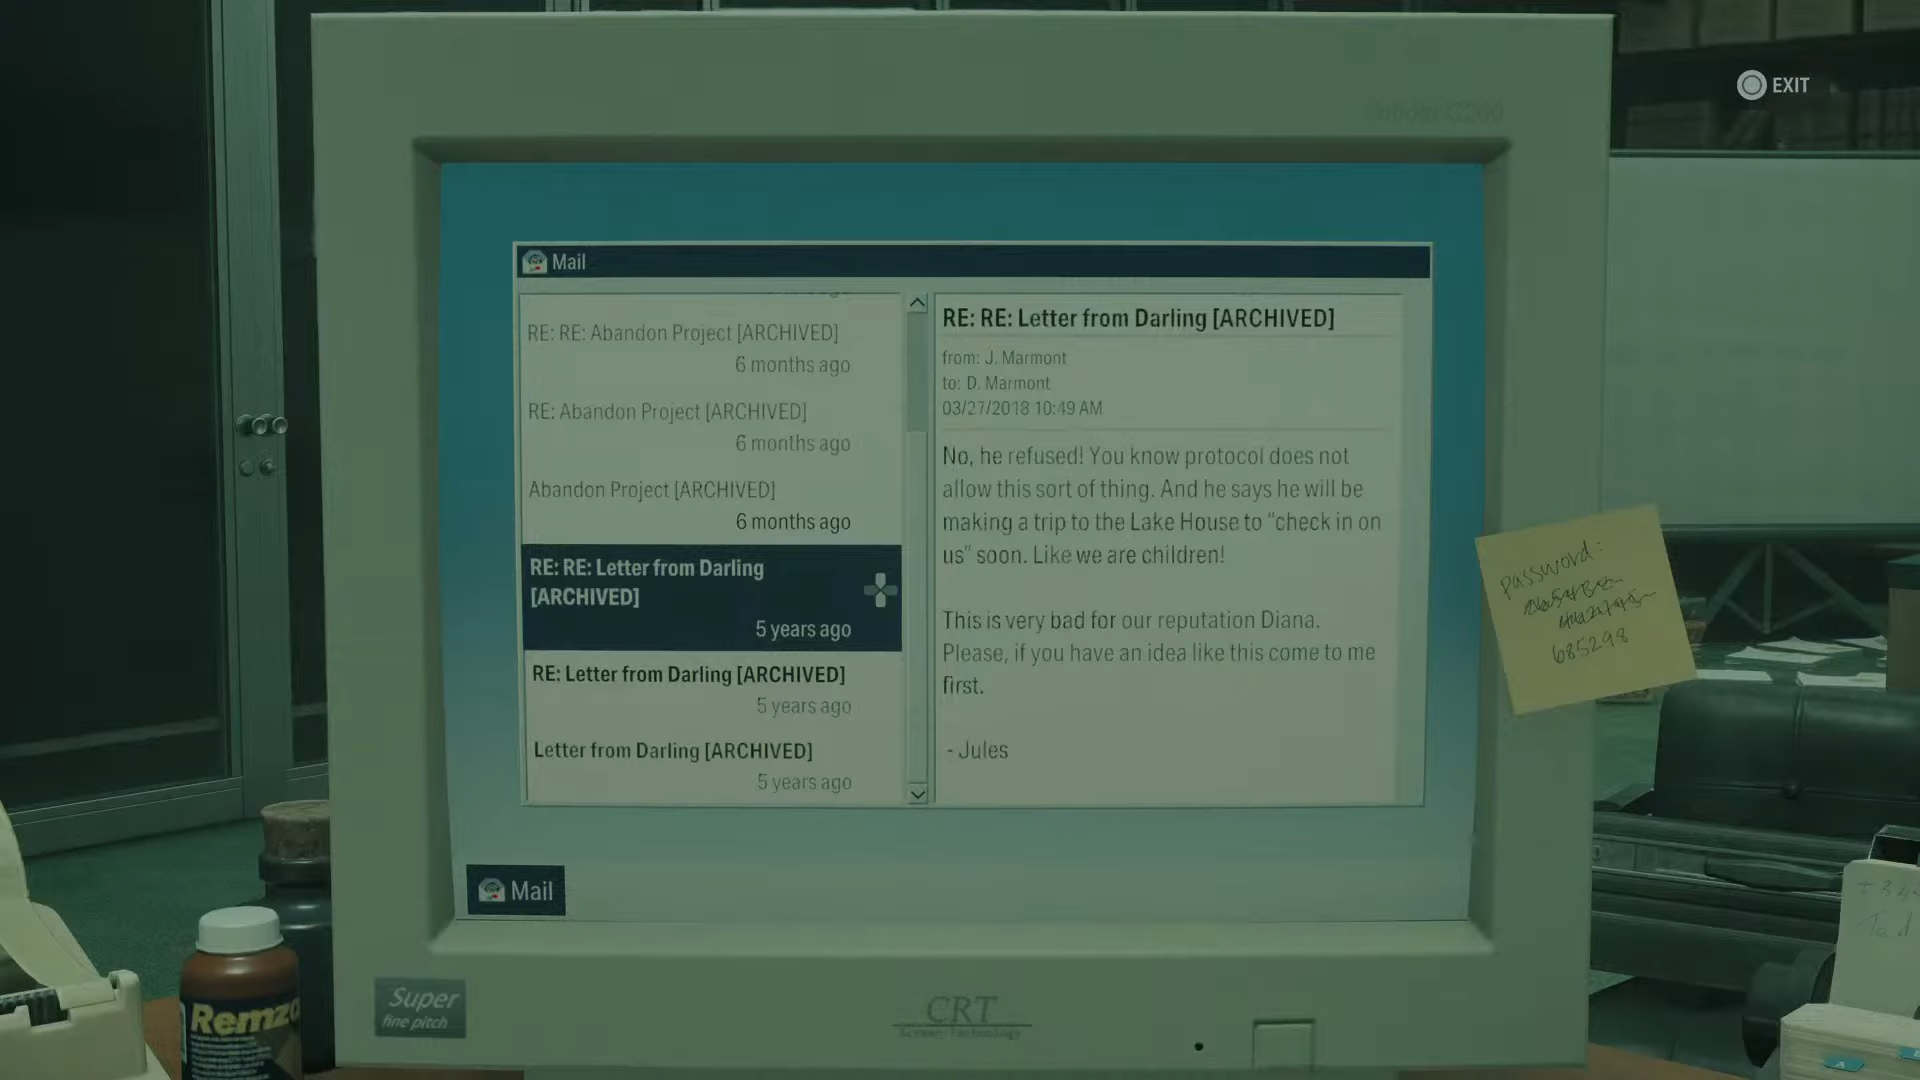 EXIT
Mail
RE: RE: Abandon Project [ARCHIVED]
6 months ago
RE: Abandon Project [ARCHIVED]
6 months ago
Abandon Project [ARCHIVED]
6 months ago
RE: RE: Letter from Darling
[ARCHIVED]
5 years ago
RE: Letter from Darling [ARCHIVED]
5 years ago
Letter from Darling [ARCHIVED]
5 years ago
RE: RE: Letter from Darling [ARCHIVED]
from: J. Marmont
to: D. Marmont
03/27/2018 10:49 AM
No, he refused! You know protocol does not
allow this sort of thing. And he says he will be
making a trip to the Lake House to “check in on
us” soon. Like we are children!
This is very bad for our reputation Diana.
Please, if you have an idea like this come to me
first.
- Jules
password:
685298
Mail
Super
fine pitch
CRT
Screen Technology